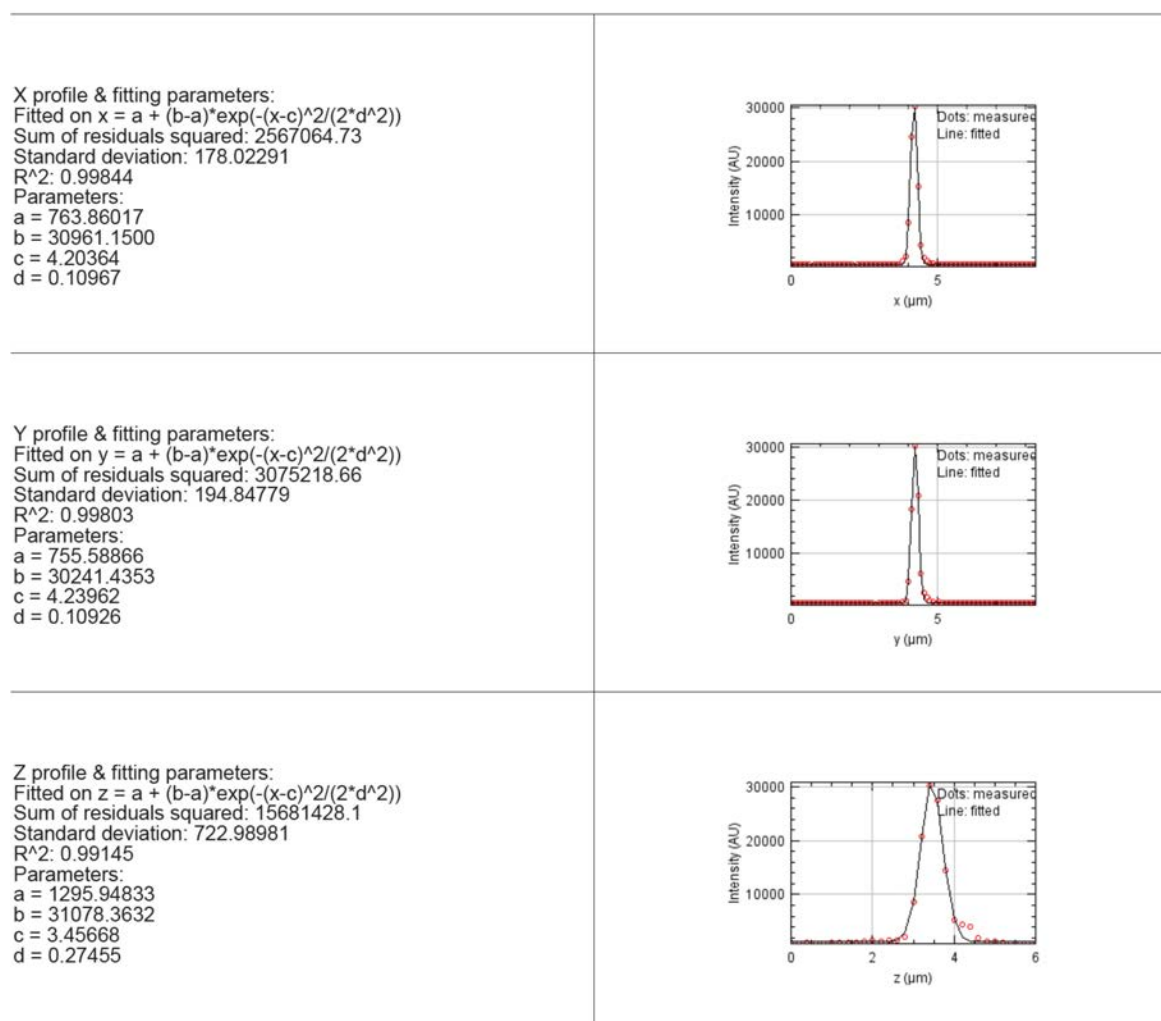 X profile & fitting parameters:
Fitted on x = a + (b-a)*exp(-(x-c)^2/(2*d^2))
Sum of residuals squared: 2567064.73
Standard deviation: 178.02291
R^2: 0.99844
Parameters:
a = 763.86017
b = 30961.1500
c = 4.20364
d = 0.10967
30000
20000
10000
Intensity (AU)
Dots: measured
Line: fitted
0
5
x (µm)
Y profile & fitting parameters:
Fitted on y = a + (b-a)*exp(-(x-c)^2/(2*d^2))
Sum of residuals squared: 3075218.66
Standard deviation: 194.84779
R^2: 0.99803
Parameters:
a = 755.58866
b = 30241.4353
c = 4.23962
d = 0.10926
30000
20000
10000
Intensity (AU)
Dots: measured
Line: fitted
0
5
y (µm)
Z profile & fitting parameters:
Fitted on z = a + (b-a)*exp(-(x-c)^2/(2*d^2))
Sum of residuals squared: 15681428.1
Standard deviation: 722.98981
R^2: 0.99145
Parameters:
a = 1295.94833
b = 31078.3632
c = 3.45668
d = 0.27455
30000
20000
10000
Intensity (AU)
Dots: measured
Line: fitted
0
2
4
6
z (µm)